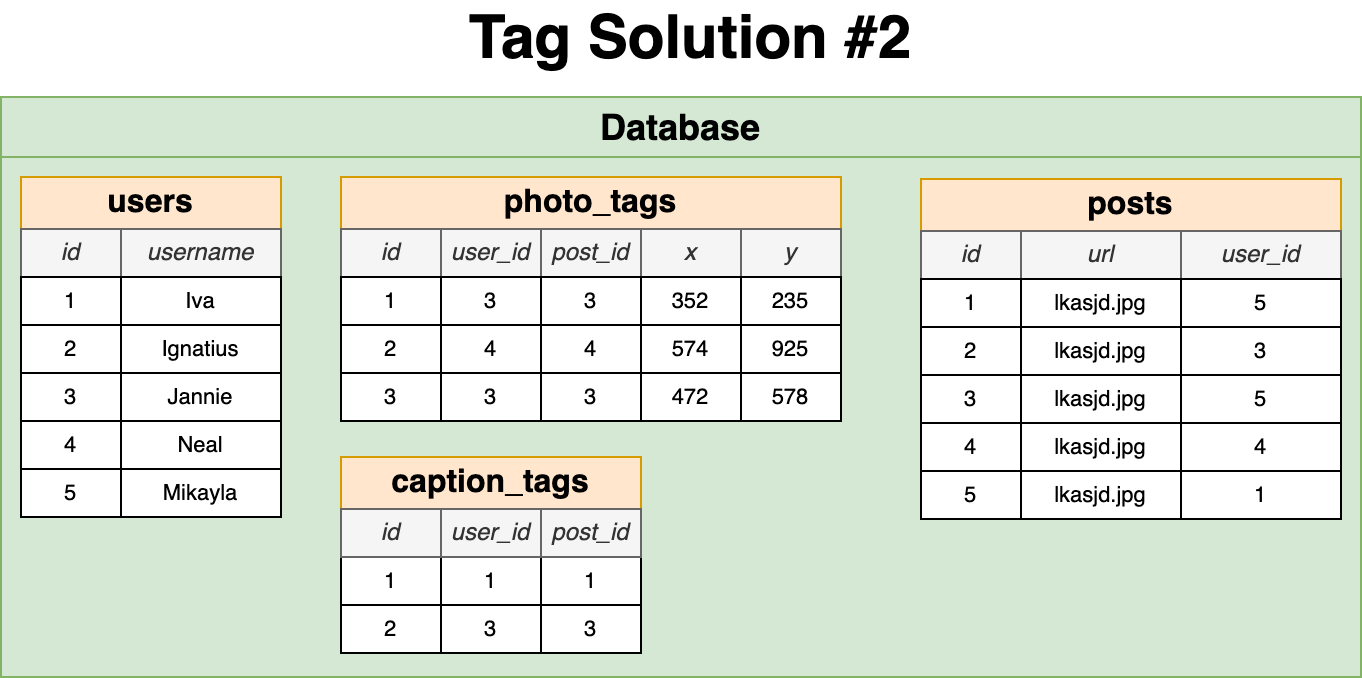 Tag Solution #2
Database
users
id username
1 Iva
2 Ignatius
3 Jannie
4 Neal
5 Mikayla
photo_tags
id user_id post_id x y
1 3 3 352 235
2 4 4 574 925
3 3 3 472 578
caption_tags
id user_id post_id
1 1 1
2 3 3
posts
id url user_id
1 lkasjd.jpg 5
2 lkasjd.jpg 3
3 lkasjd.jpg 5
4 lkasjd.jpg 4
5 lkasjd.jpg 1